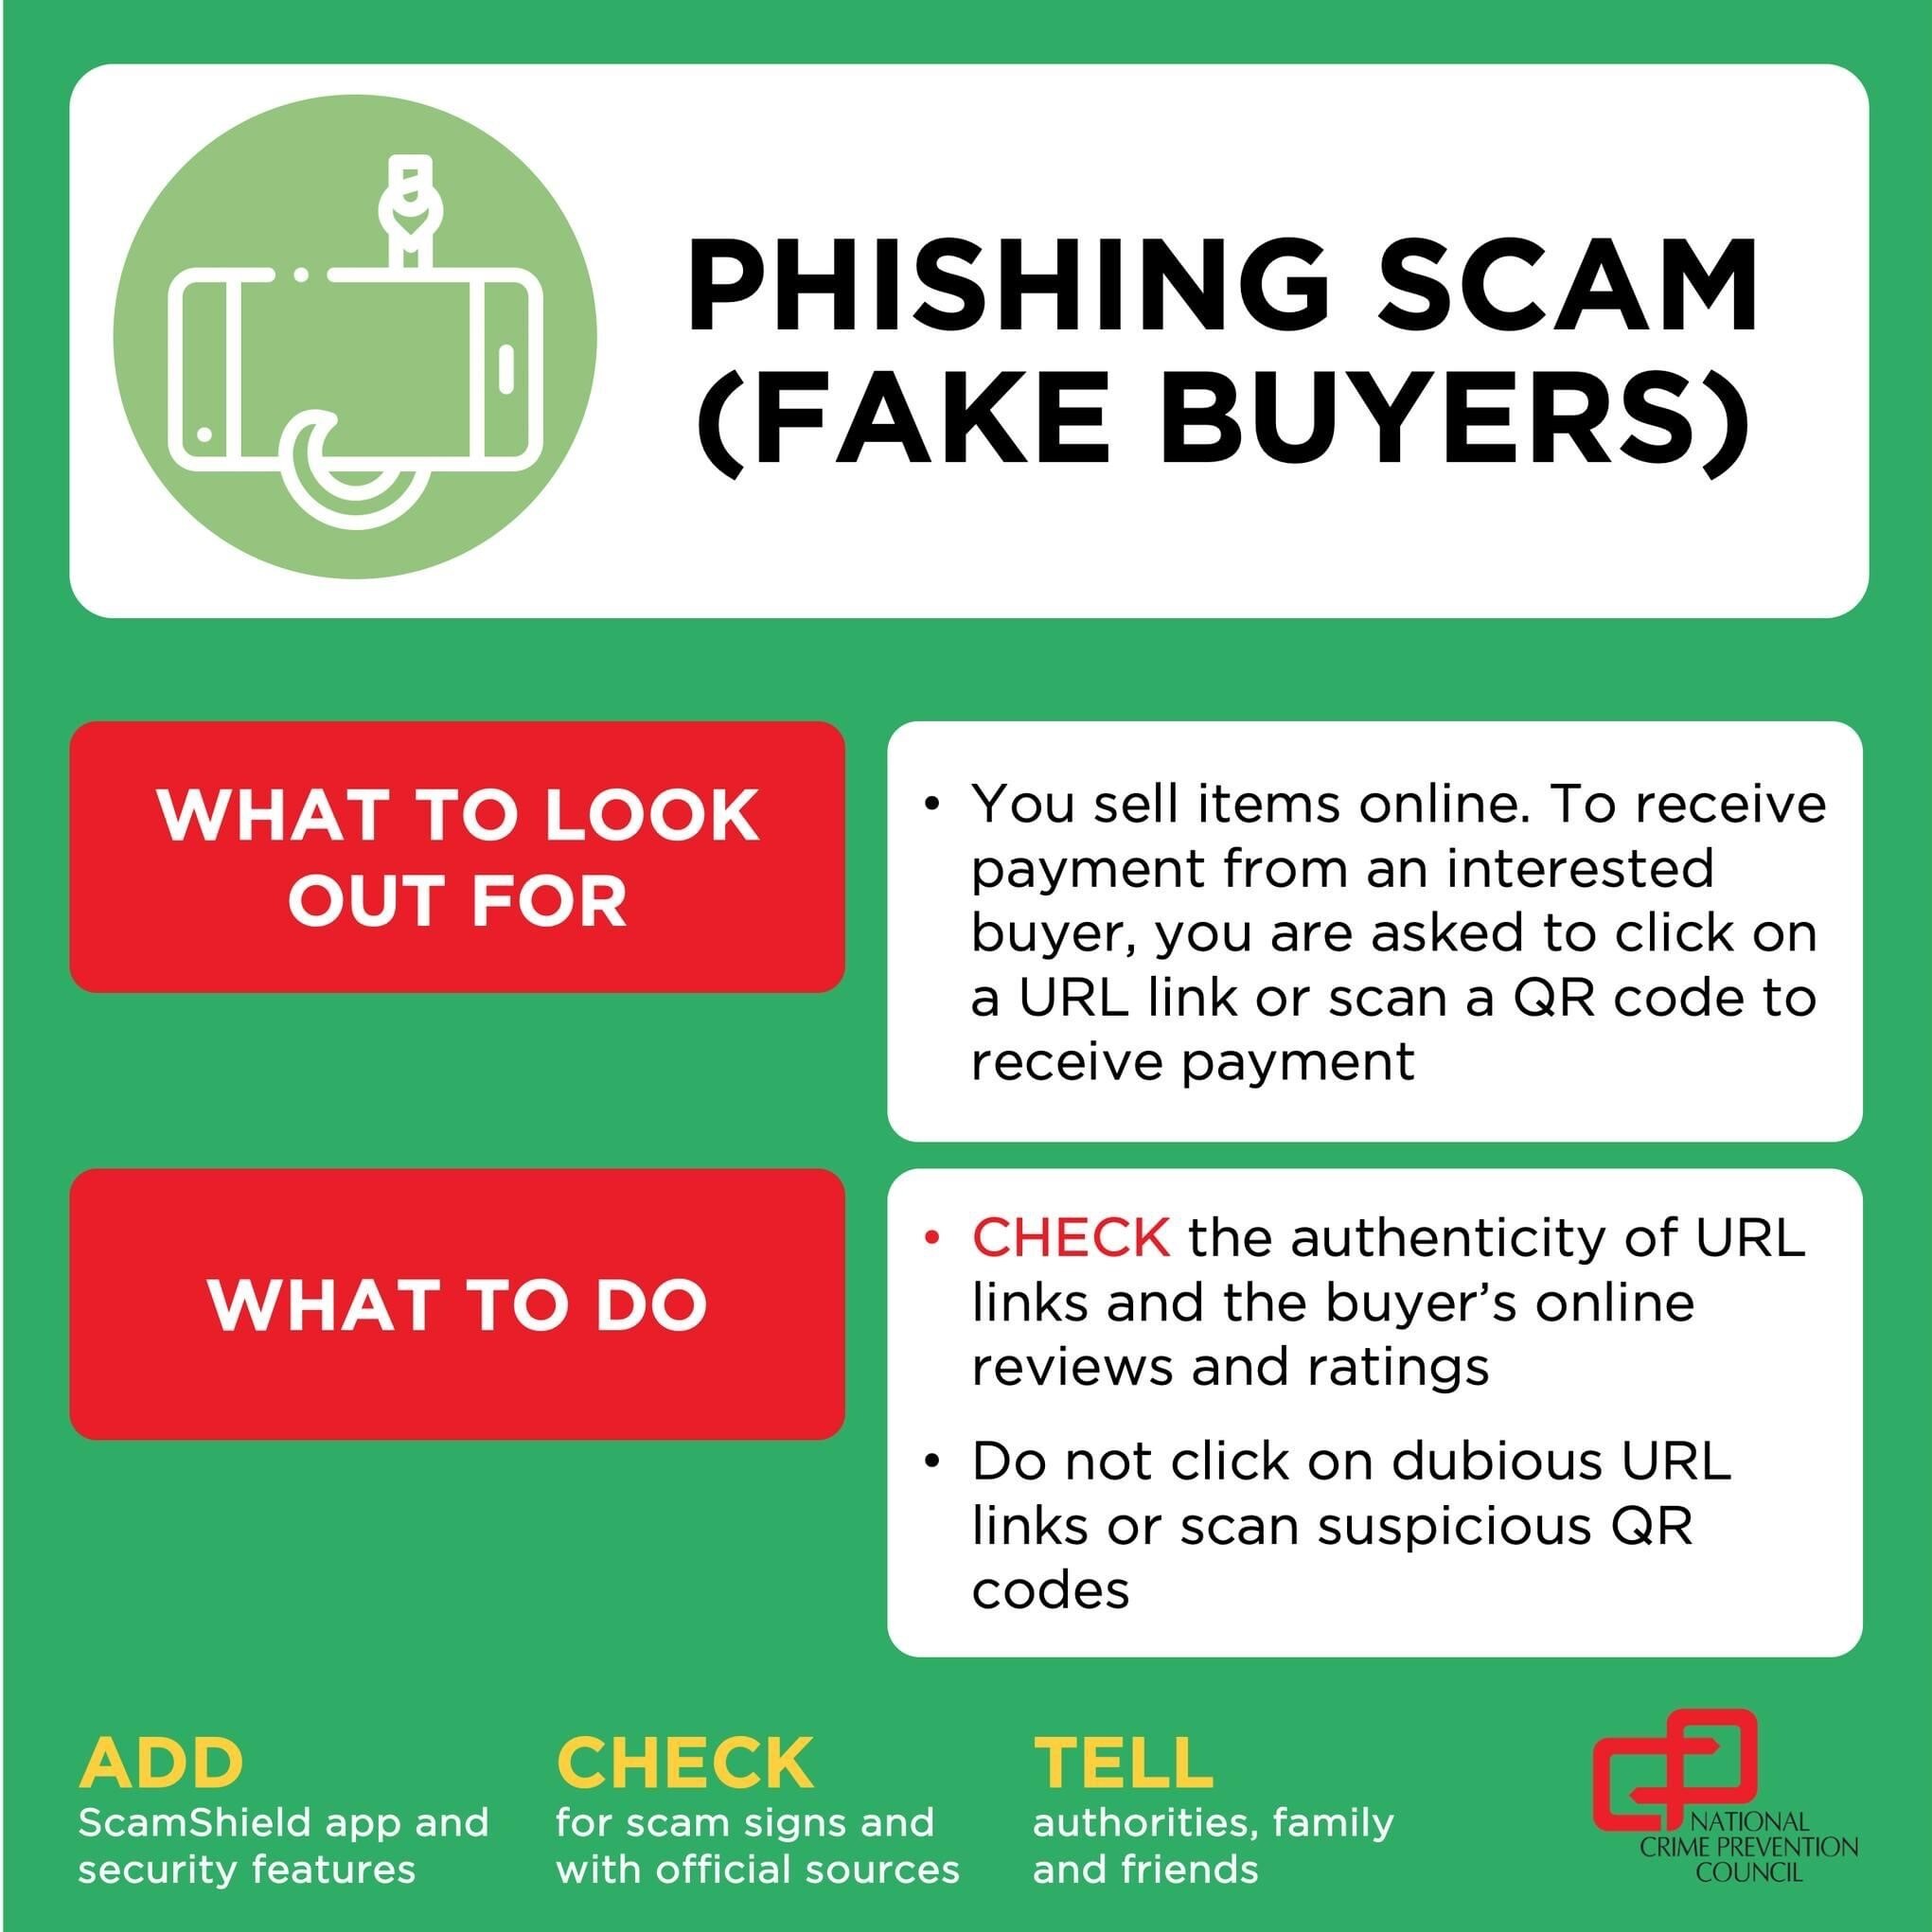 PHISHING SCAM
(FAKE BUYERS)
WHAT TO LOOK
OUT FOR
• You sell items online. To receive
payment from an interested
buyer, you are asked to click on
a URL link or scan a QR code to
receive payment
WHAT TO DO
• CHECK the authenticity of URL
links and the buyer’s online
reviews and ratings
• Do not click on dubious URL
links or scan suspicious QR
codes
ADD
ScamShield app and
security features
CHECK
for scam signs and
with official sources
TELL
authorities, family
and friends
NATIONAL
CRIME PREVENTION
COUNCIL